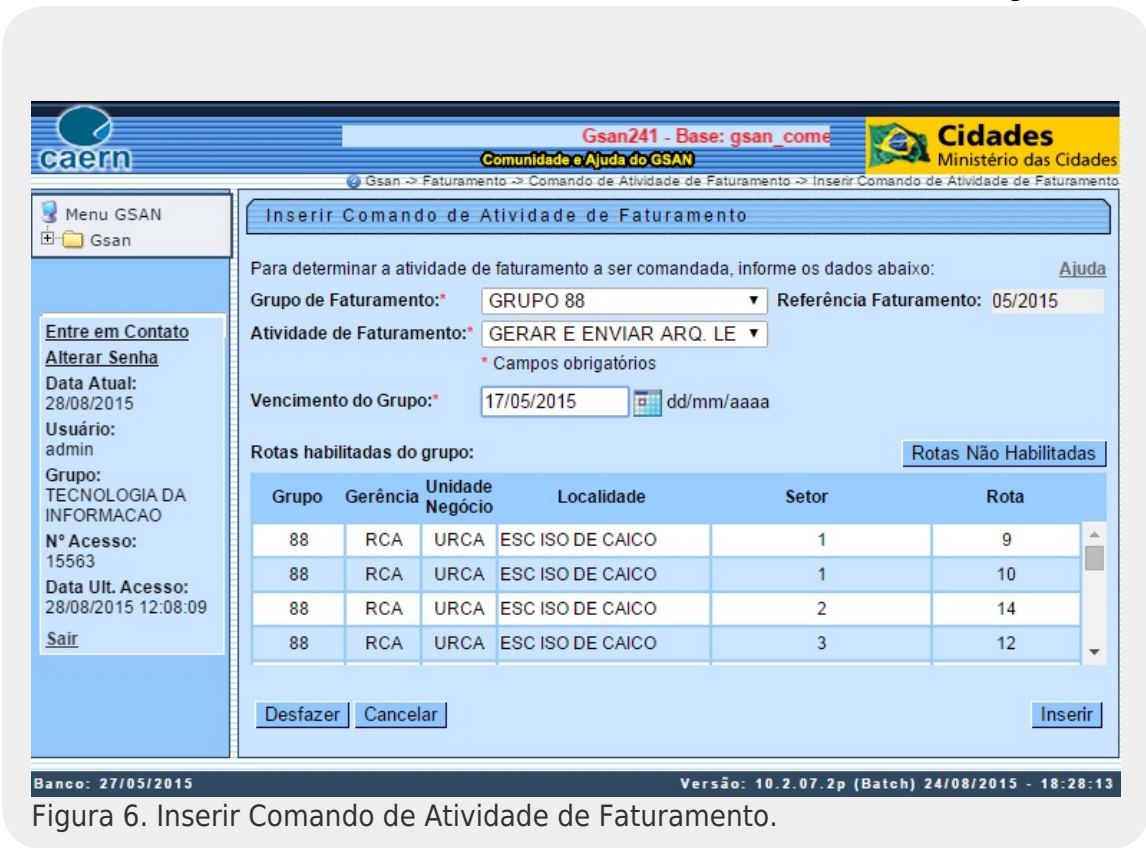 caern
Gsan241 - Base: gsan_come
Comunidade e Ajuda do GSAN
Cidades
Ministério das Cidades
Gsan -> Faturamento -> Comando de Atividade de Faturamento -> Inserir Comando de Atividade de Faturamento
Menu GSAN
Gsan
Entre em Contato
Alterar Senha
Data Atual:
28/08/2015
Usuário:
admin
Grupo:
TECNOLOGIA DA
INFORMACAO
Nº Acesso:
15563
Data Ult. Acesso:
28/08/2015 12:08:09
Sair
Inserir Comando de Atividade de Faturamento
Para determinar a atividade de faturamento a ser comandada, informe os dados abaixo: Ajuda
Grupo de Faturamento:* GRUPO 88 Referência Faturamento: 05/2015
Atividade de Faturamento:* GERAR E ENVIAR ARQ. LE
* Campos obrigatórios
Vencimento do Grupo:* 17/05/2015 dd/mm/aaaa
Rotas habilitadas do grupo: Rotas Não Habilitadas
Grupo Gerência Unidade Negócio Localidade Setor Rota
88 RCA URCA ESC ISO DE CAICO 1 9
88 RCA URCA ESC ISO DE CAICO 1 10
88 RCA URCA ESC ISO DE CAICO 2 14
88 RCA URCA ESC ISO DE CAICO 3 12
Desfazer Cancelar Inserir
Banco: 27/05/2015 Versão: 10.2.07.2p (Batch) 24/08/2015 - 18:28:13
Figura 6. Inserir Comando de Atividade de Faturamento.